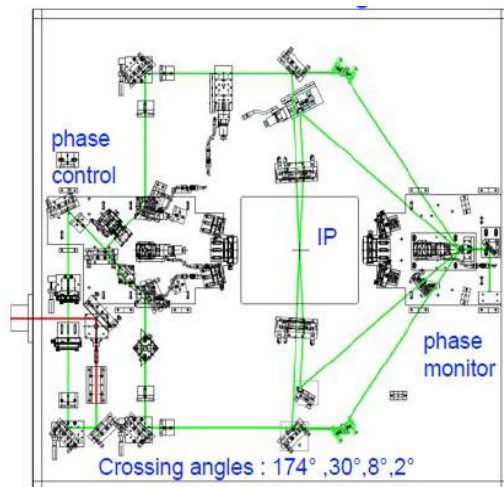 phase
control
IP
phase
monitor
Crossing angles : 174° ,30°,8°,2°